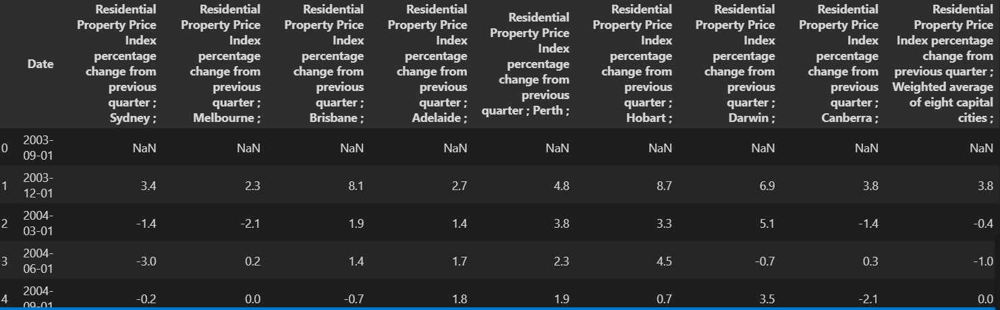 Date
Residential
Property Price
Index
percentage
change from
previous
quarter ;
Sydney ;
Residential
Property Price
Index
percentage
change from
previous
quarter ;
Melbourne ;
Residential
Property Price
Index
percentage
change from
previous
quarter ;
Brisbane ;
Residential
Property Price
Index
percentage
change from
previous
quarter ;
Adelaide ;
Residential
Property Price
Index
percentage
change from
previous
quarter ; Perth ;
Residential
Property Price
Index
percentage
change from
previous
quarter ;
Hobart ;
Residential
Property Price
Index
percentage
change from
previous
quarter ;
Darwin ;
Residential
Property Price
Index
percentage
change from
previous
quarter ;
Canberra ;
Residential
Property Price
Index percentage
change from
previous quarter ;
Weighted average
of eight capital
cities ;
0 2003-
09-01 NaN NaN NaN NaN NaN NaN NaN NaN NaN
1 2003-
12-01 3.4 2.3 8.1 2.7 4.8 8.7 6.9 3.8 3.8
2 2004-
03-01 -1.4 -2.1 1.9 1.4 3.8 3.3 5.1 -1.4 -0.4
3 2004-
06-01 -3.0 0.2 1.4 1.7 2.3 4.5 -0.7 0.3 -1.0
4 2004-
09-01 -0.2 0.0 -0.7 1.8 1.9 0.7 3.5 -2.1 0.0